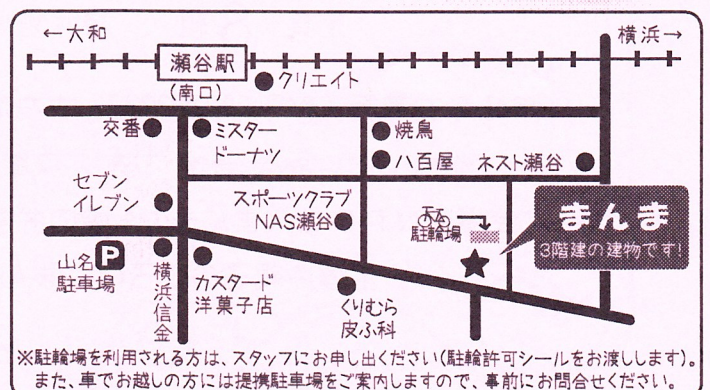 ←大和
横浜→
瀬谷駅
(南口)
クリエイト
交番
ミスター
ドーナツ
焼鳥
八百屋
ネスト瀬谷
セブン
イレブン
スポーツクラブ
NAS瀬谷
駐車輪場
まんま
3階建の建物です!
山名
駐車場
P
横浜信金
カスタード
洋菓子店
くりむら
皮ふ科
※駐輪場を利用される方は、スタッフにお申し出ください(駐輪許可シールをお渡しします)。
また、車でお越しの方には提携駐車場をご案内しますので、事前にお問合せください。